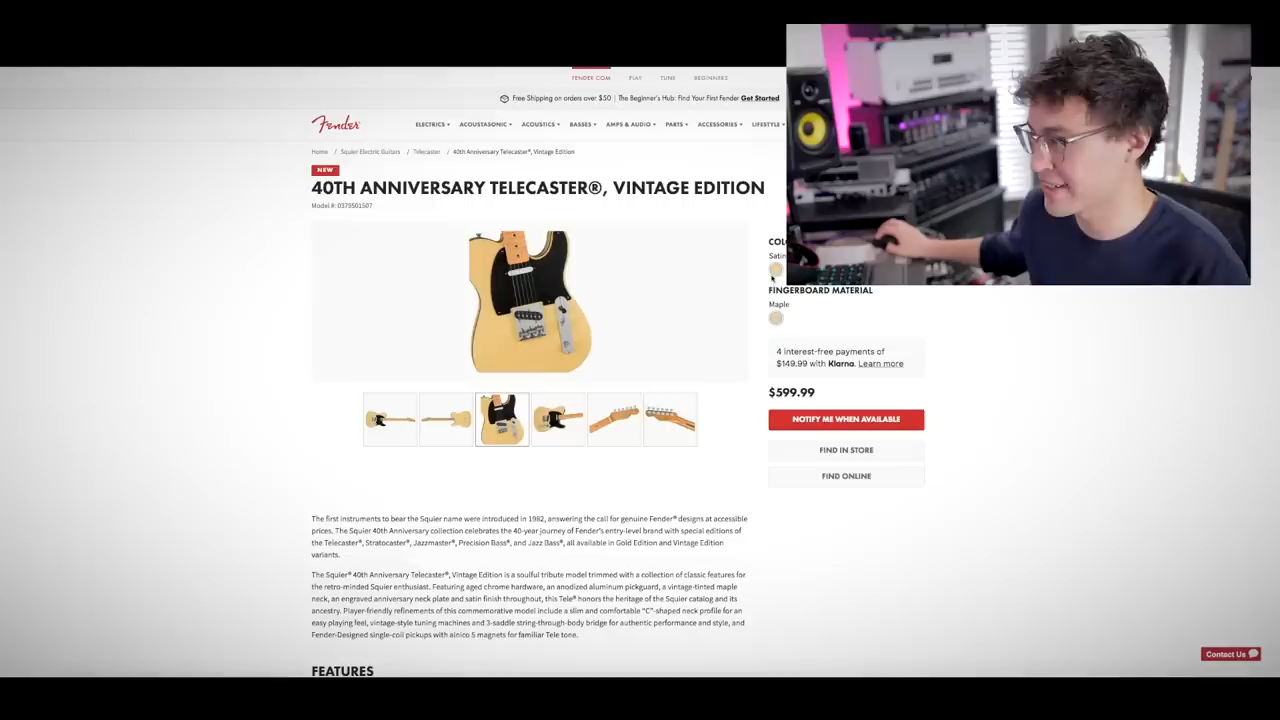 FENDER.COM PLAY TUNE BEGINNERS
Free Shipping on orders over $50 | The Beginner's Hub: Find Your First Fender Get Started
Fender
ELECTRICS ACOUSTASONIC ACOUSTICS BASSES AMPS & AUDIO PARTS ACCESSORIES LIFESTYLE
Home / Squier Electric Guitars / Telecaster / 40th Anniversary Telecaster®, Vintage Edition
NEW
40TH ANNIVERSARY TELECASTER®, VINTAGE EDITION
Model #: 0379501507
COL
Satin
FINGERBOARD MATERIAL
Maple
4 interest-free payments of
$149.99 with Klarna. Learn more
$599.99
NOTIFY ME WHEN AVAILABLE
FIND IN STORE
FIND ONLINE
The first instruments to bear the Squier name were introduced in 1982, answering the call for genuine Fender® designs at accessible
prices. The Squier 40th Anniversary collection celebrates the 40-year journey of Fender's entry-level brand with special editions of
the Telecaster®, Stratocaster®, Jazzmaster®, Precision Bass®, and Jazz Bass®, all available in Gold Edition and Vintage Edition
variants.
The Squier® 40th Anniversary Telecaster®, Vintage Edition is a soulful tribute model trimmed with a collection of classic features for
the retro-minded Squier enthusiast. Featuring aged chrome hardware, an anodized aluminum pickguard, a vintage-tinted maple
neck, an engraved anniversary neck plate and satin finish throughout, this Tele® honors the heritage of the Squier catalog and its
ancestry. Player-friendly refinements of this commemorative model include a slim and comfortable "C"-shaped neck profile for an
easy playing feel, vintage-style tuning machines and 3-saddle string-through-body bridge for authentic performance and style, and
Fender-Designed single-coil pickups with alnico 5 magnets for familiar Tele tone.
FEATURES
Contact Us